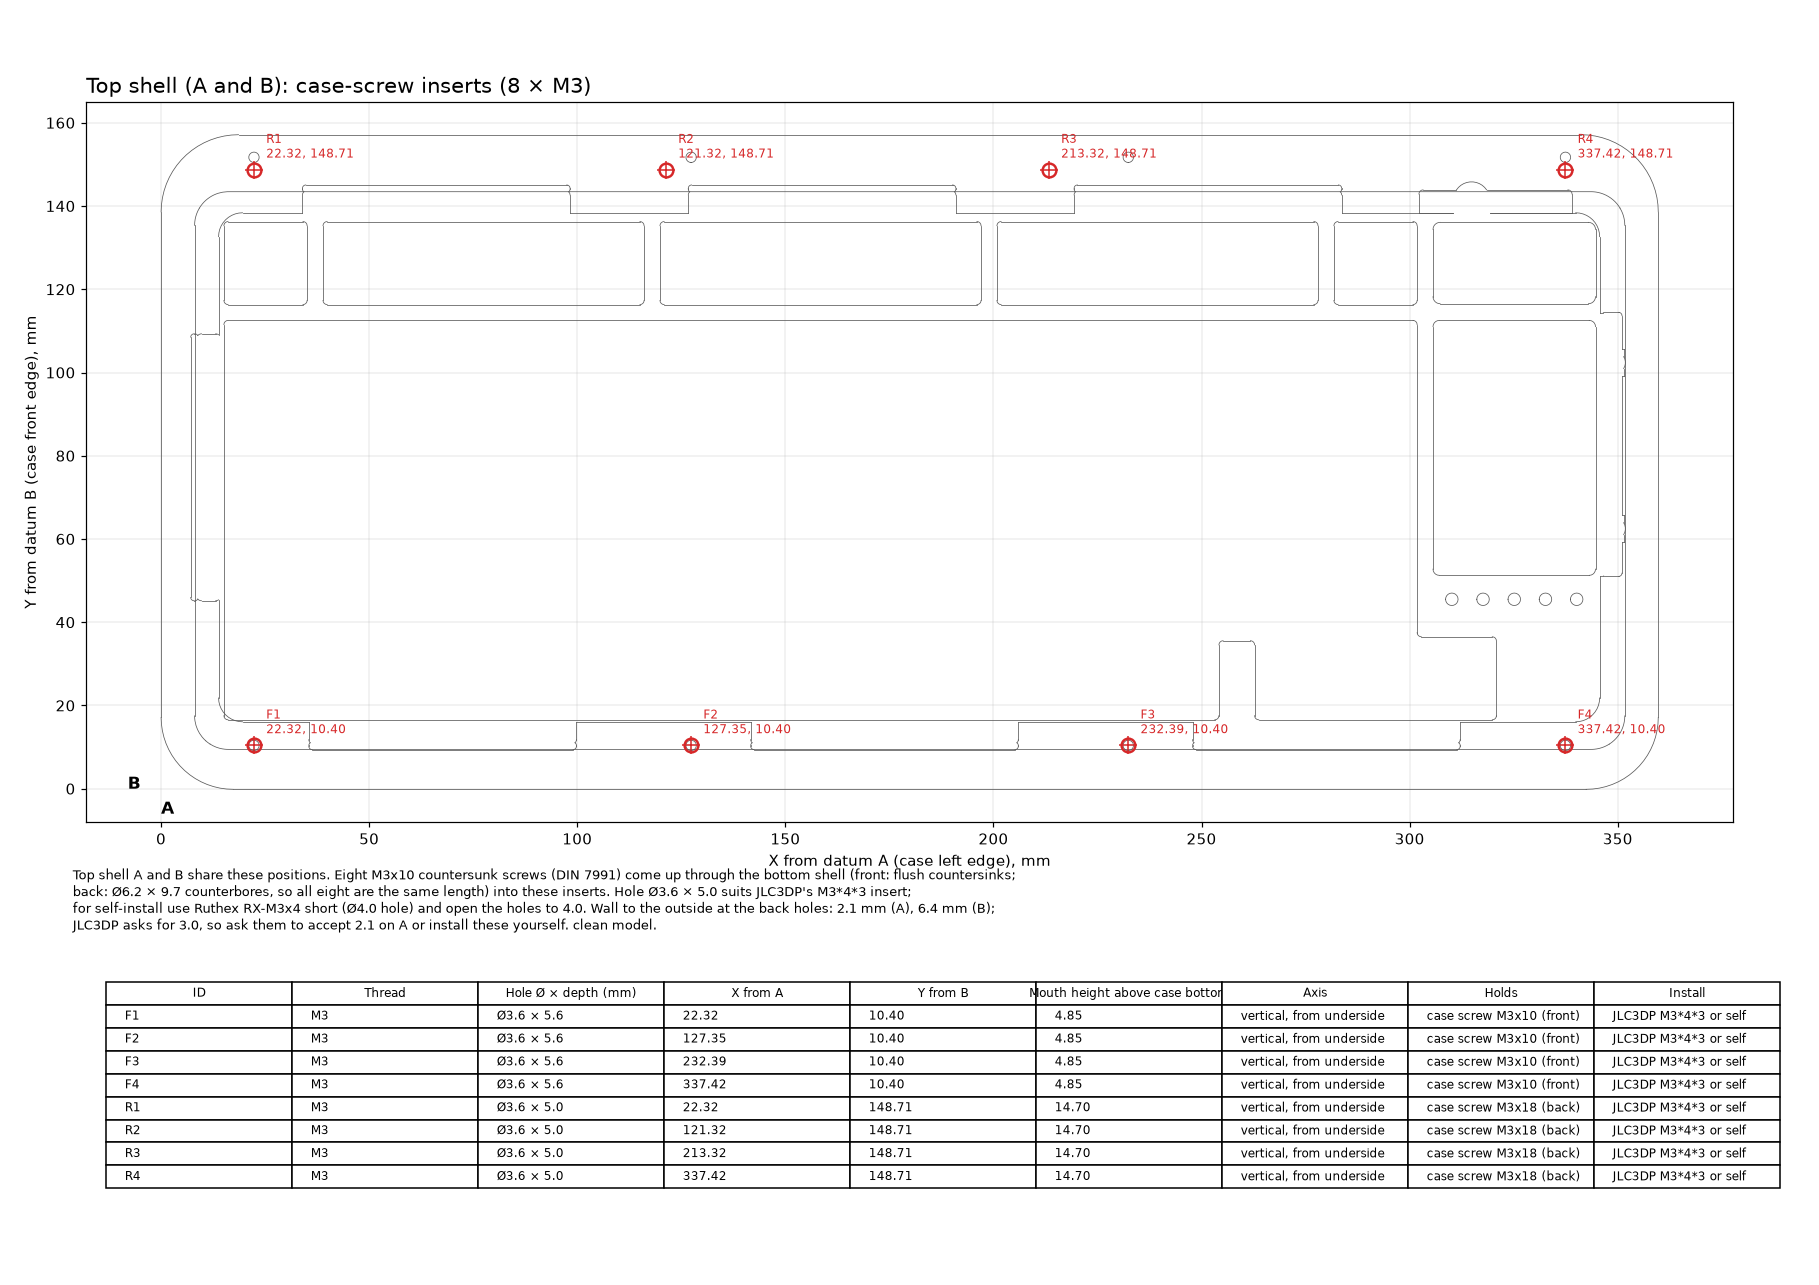 Top shell (A and B): case-screw inserts (8 × M3)
160
140
120
100
80
60
40
20
0
Y from datum B (case front edge), mm
R1
22.32, 148.71
R2
121.32, 148.71
R3
213.32, 148.71
R4
337.42, 148.71
F1
22.32, 10.40
F2
127.35, 10.40
F3
232.39, 10.40
F4
337.42, 10.40
B
A
0 50 100 150 200 250 300 350
X from datum A (case left edge), mm
Top shell A and B share these positions. Eight M3x10 countersunk screws (DIN 7991) come up through the bottom shell (front: flush countersinks;
back: Ø6.2 × 9.7 counterbores, so all eight are the same length) into these inserts. Hole Ø3.6 × 5.0 suits JLC3DP's M3*4*3 insert;
for self-install use Ruthex RX-M3x4 short (Ø4.0 hole) and open the holes to 4.0. Wall to the outside at the back holes: 2.1 mm (A), 6.4 mm (B);
JLC3DP asks for 3.0, so ask them to accept 2.1 on A or install these yourself. clean model.
ID Thread Hole Ø × depth (mm) X from A Y from B Mouth height above case bottom Axis Holds Install
F1 M3 Ø3.6 × 5.6 22.32 10.40 4.85 vertical, from underside case screw M3x10 (front) JLC3DP M3*4*3 or self
F2 M3 Ø3.6 × 5.6 127.35 10.40 4.85 vertical, from underside case screw M3x10 (front) JLC3DP M3*4*3 or self
F3 M3 Ø3.6 × 5.6 232.39 10.40 4.85 vertical, from underside case screw M3x10 (front) JLC3DP M3*4*3 or self
F4 M3 Ø3.6 × 5.6 337.42 10.40 4.85 vertical, from underside case screw M3x10 (front) JLC3DP M3*4*3 or self
R1 M3 Ø3.6 × 5.0 22.32 148.71 14.70 vertical, from underside case screw M3x18 (back) JLC3DP M3*4*3 or self
R2 M3 Ø3.6 × 5.0 121.32 148.71 14.70 vertical, from underside case screw M3x18 (back) JLC3DP M3*4*3 or self
R3 M3 Ø3.6 × 5.0 213.32 148.71 14.70 vertical, from underside case screw M3x18 (back) JLC3DP M3*4*3 or self
R4 M3 Ø3.6 × 5.0 337.42 148.71 14.70 vertical, from underside case screw M3x18 (back) JLC3DP M3*4*3 or self